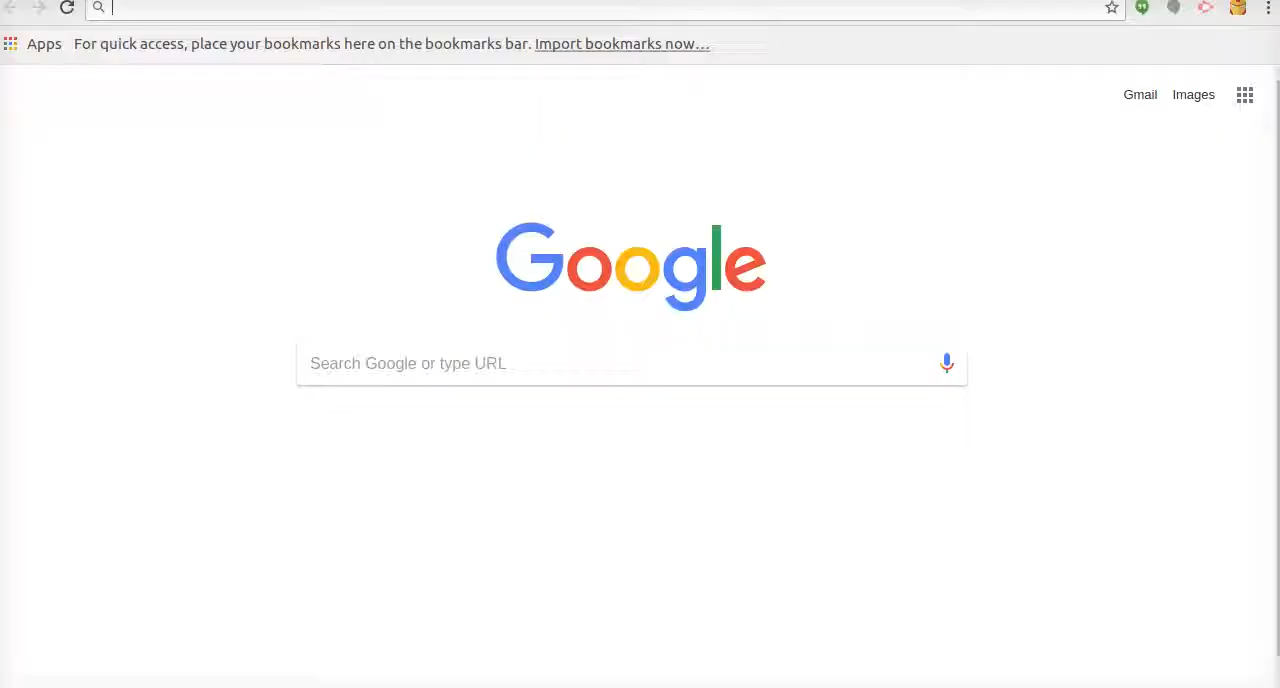 Apps For quick access, place your bookmarks here on the bookmarks bar. Import bookmarks now...
Gmail Images
Google
Search Google or type URL